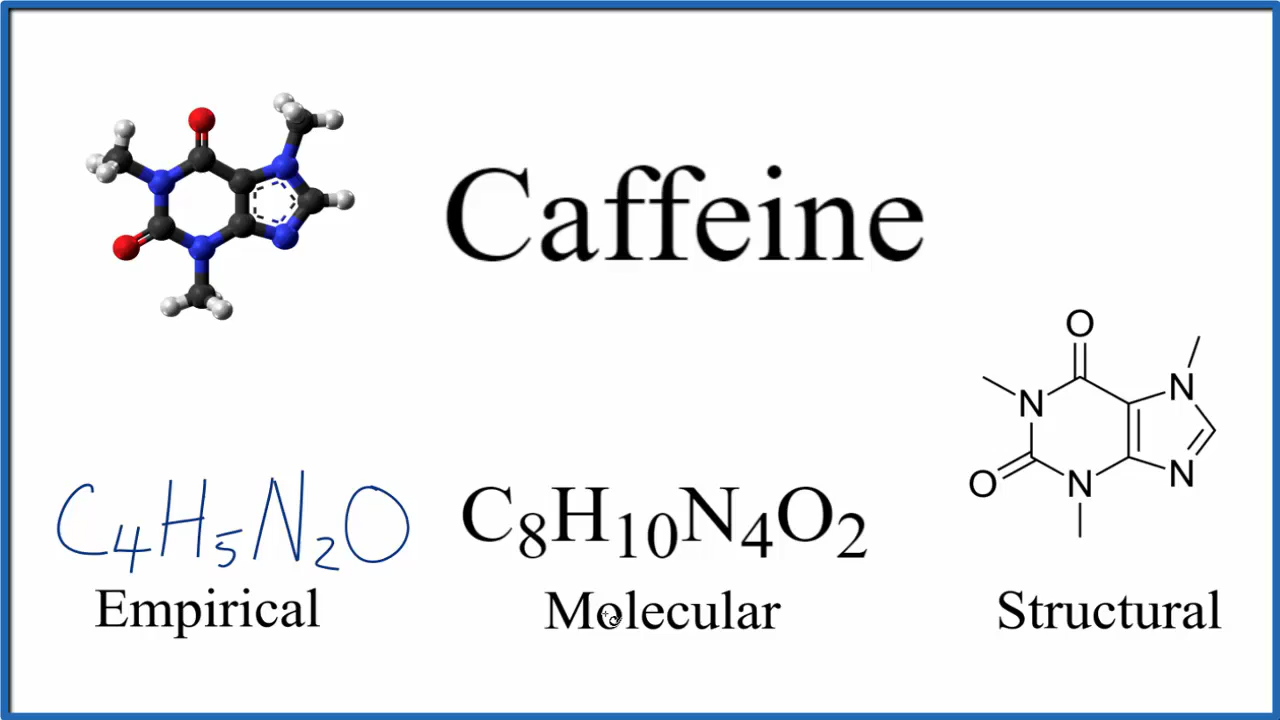 Caffeine
O
N
N
O
N
N
C₄H₅N₂O
C₈H₁₀N₄O₂
Empirical
Molecular
Structural